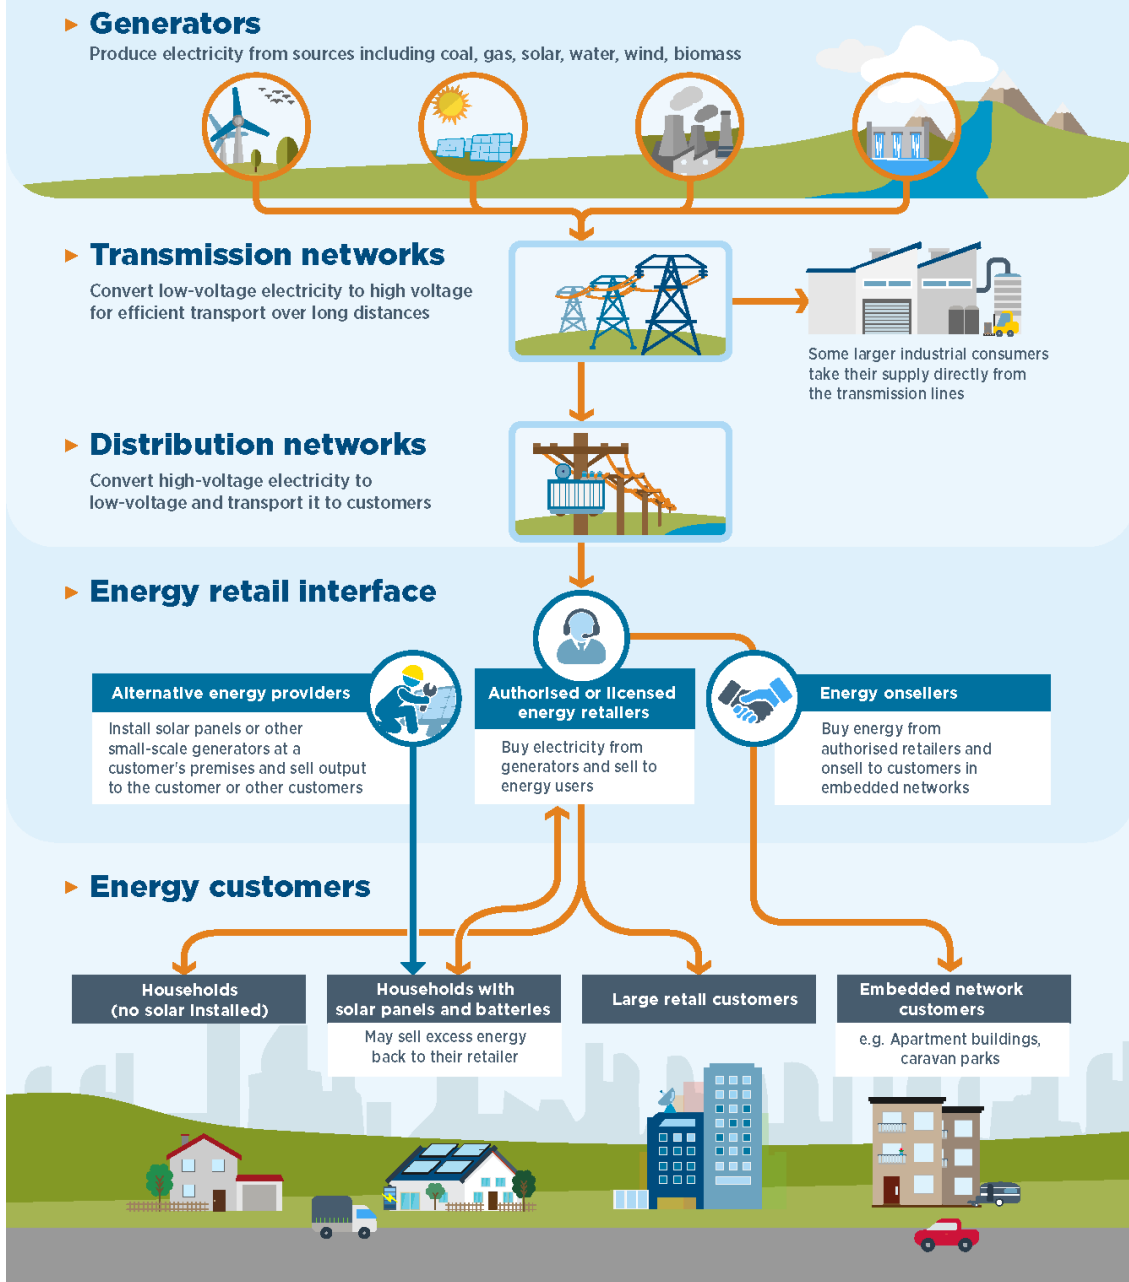 Generators
Produce electricity from sources including coal, gas, solar, water, wind, biomass
Transmission networks
Convert low-voltage electricity to high voltage
for efficient transport over long distances
Some larger industrial consumers
take their supply directly from
the transmission lines
Distribution networks
Convert high-voltage electricity to
low-voltage and transport it to customers
Energy retail interface
Alternative energy providers
Install solar panels or other
small-scale generators at a
customer's premises and sell output
to the customer or other customers
Authorised or licensed
energy retailers
Buy electricity from
generators and sell to
energy users
Energy onsellers
Buy energy from
authorised retailers and
onsell to customers in
embedded networks
Energy customers
Households
(no solar installed)
Households with
solar panels and batteries
May sell excess energy
back to their retailer
Large retail customers
Embedded network
customers
e.g. Apartment buildings,
caravan parks